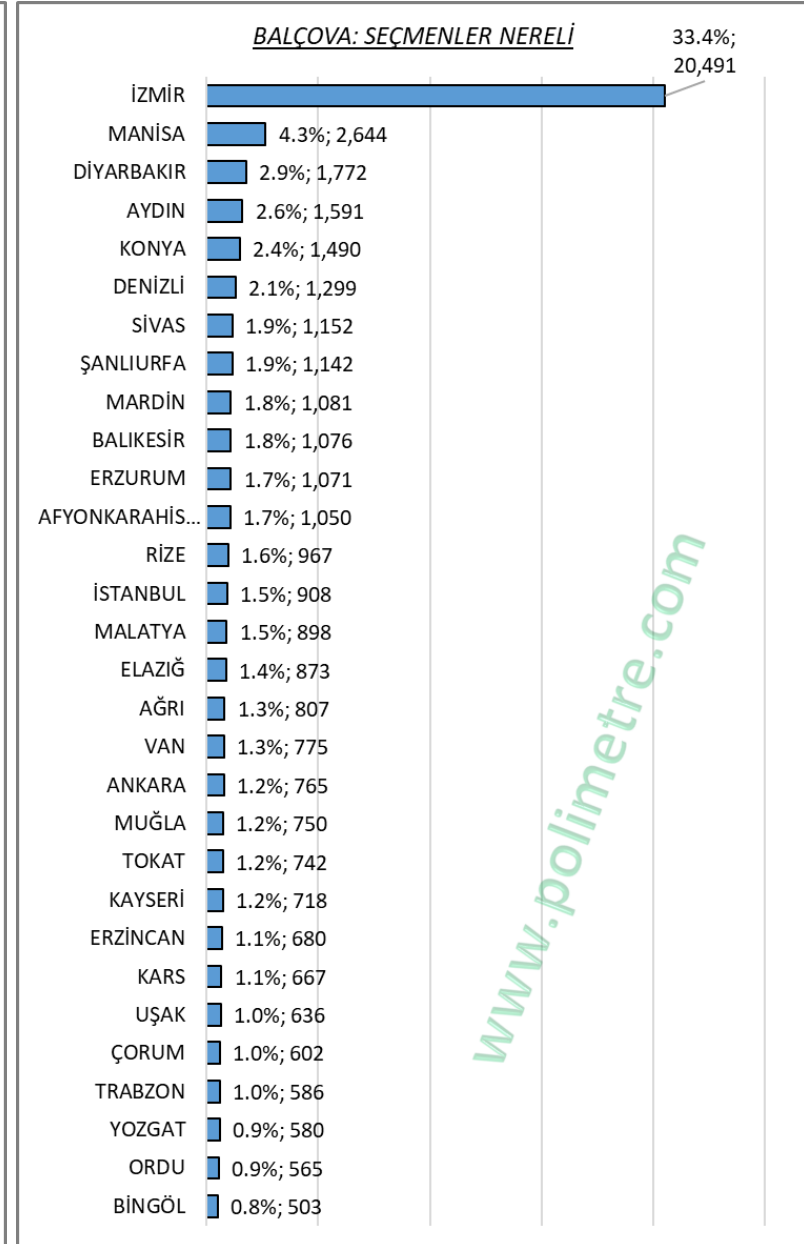 BALÇOVA: SEÇMENLER NERELİ
33.4%;
20,491
İZMİR
MANİSA 4.3%; 2,644
DİYARBAKIR 2.9%; 1,772
AYDIN 2.6%; 1,591
KONYA 2.4%; 1,490
DENİZLİ 2.1%; 1,299
SİVAS 1.9%; 1,152
ŞANLIURFA 1.9%; 1,142
MARDİN 1.8%; 1,081
BALIKESİR 1.8%; 1,076
ERZURUM 1.7%; 1,071
AFYONKARAHİS... 1.7%; 1,050
RİZE 1.6%; 967
İSTANBUL 1.5%; 908
MALATYA 1.5%; 898
ELAZIĞ 1.4%; 873
AĞRI 1.3%; 807
VAN 1.3%; 775
ANKARA 1.2%; 765
MUĞLA 1.2%; 750
TOKAT 1.2%; 742
KAYSERİ 1.2%; 718
ERZİNCAN 1.1%; 680
KARS 1.1%; 667
UŞAK 1.0%; 636
ÇORUM 1.0%; 602
TRABZON 1.0%; 586
YOZGAT 0.9%; 580
ORDU 0.9%; 565
BİNGÖL 0.8%; 503
www.polimetre.com